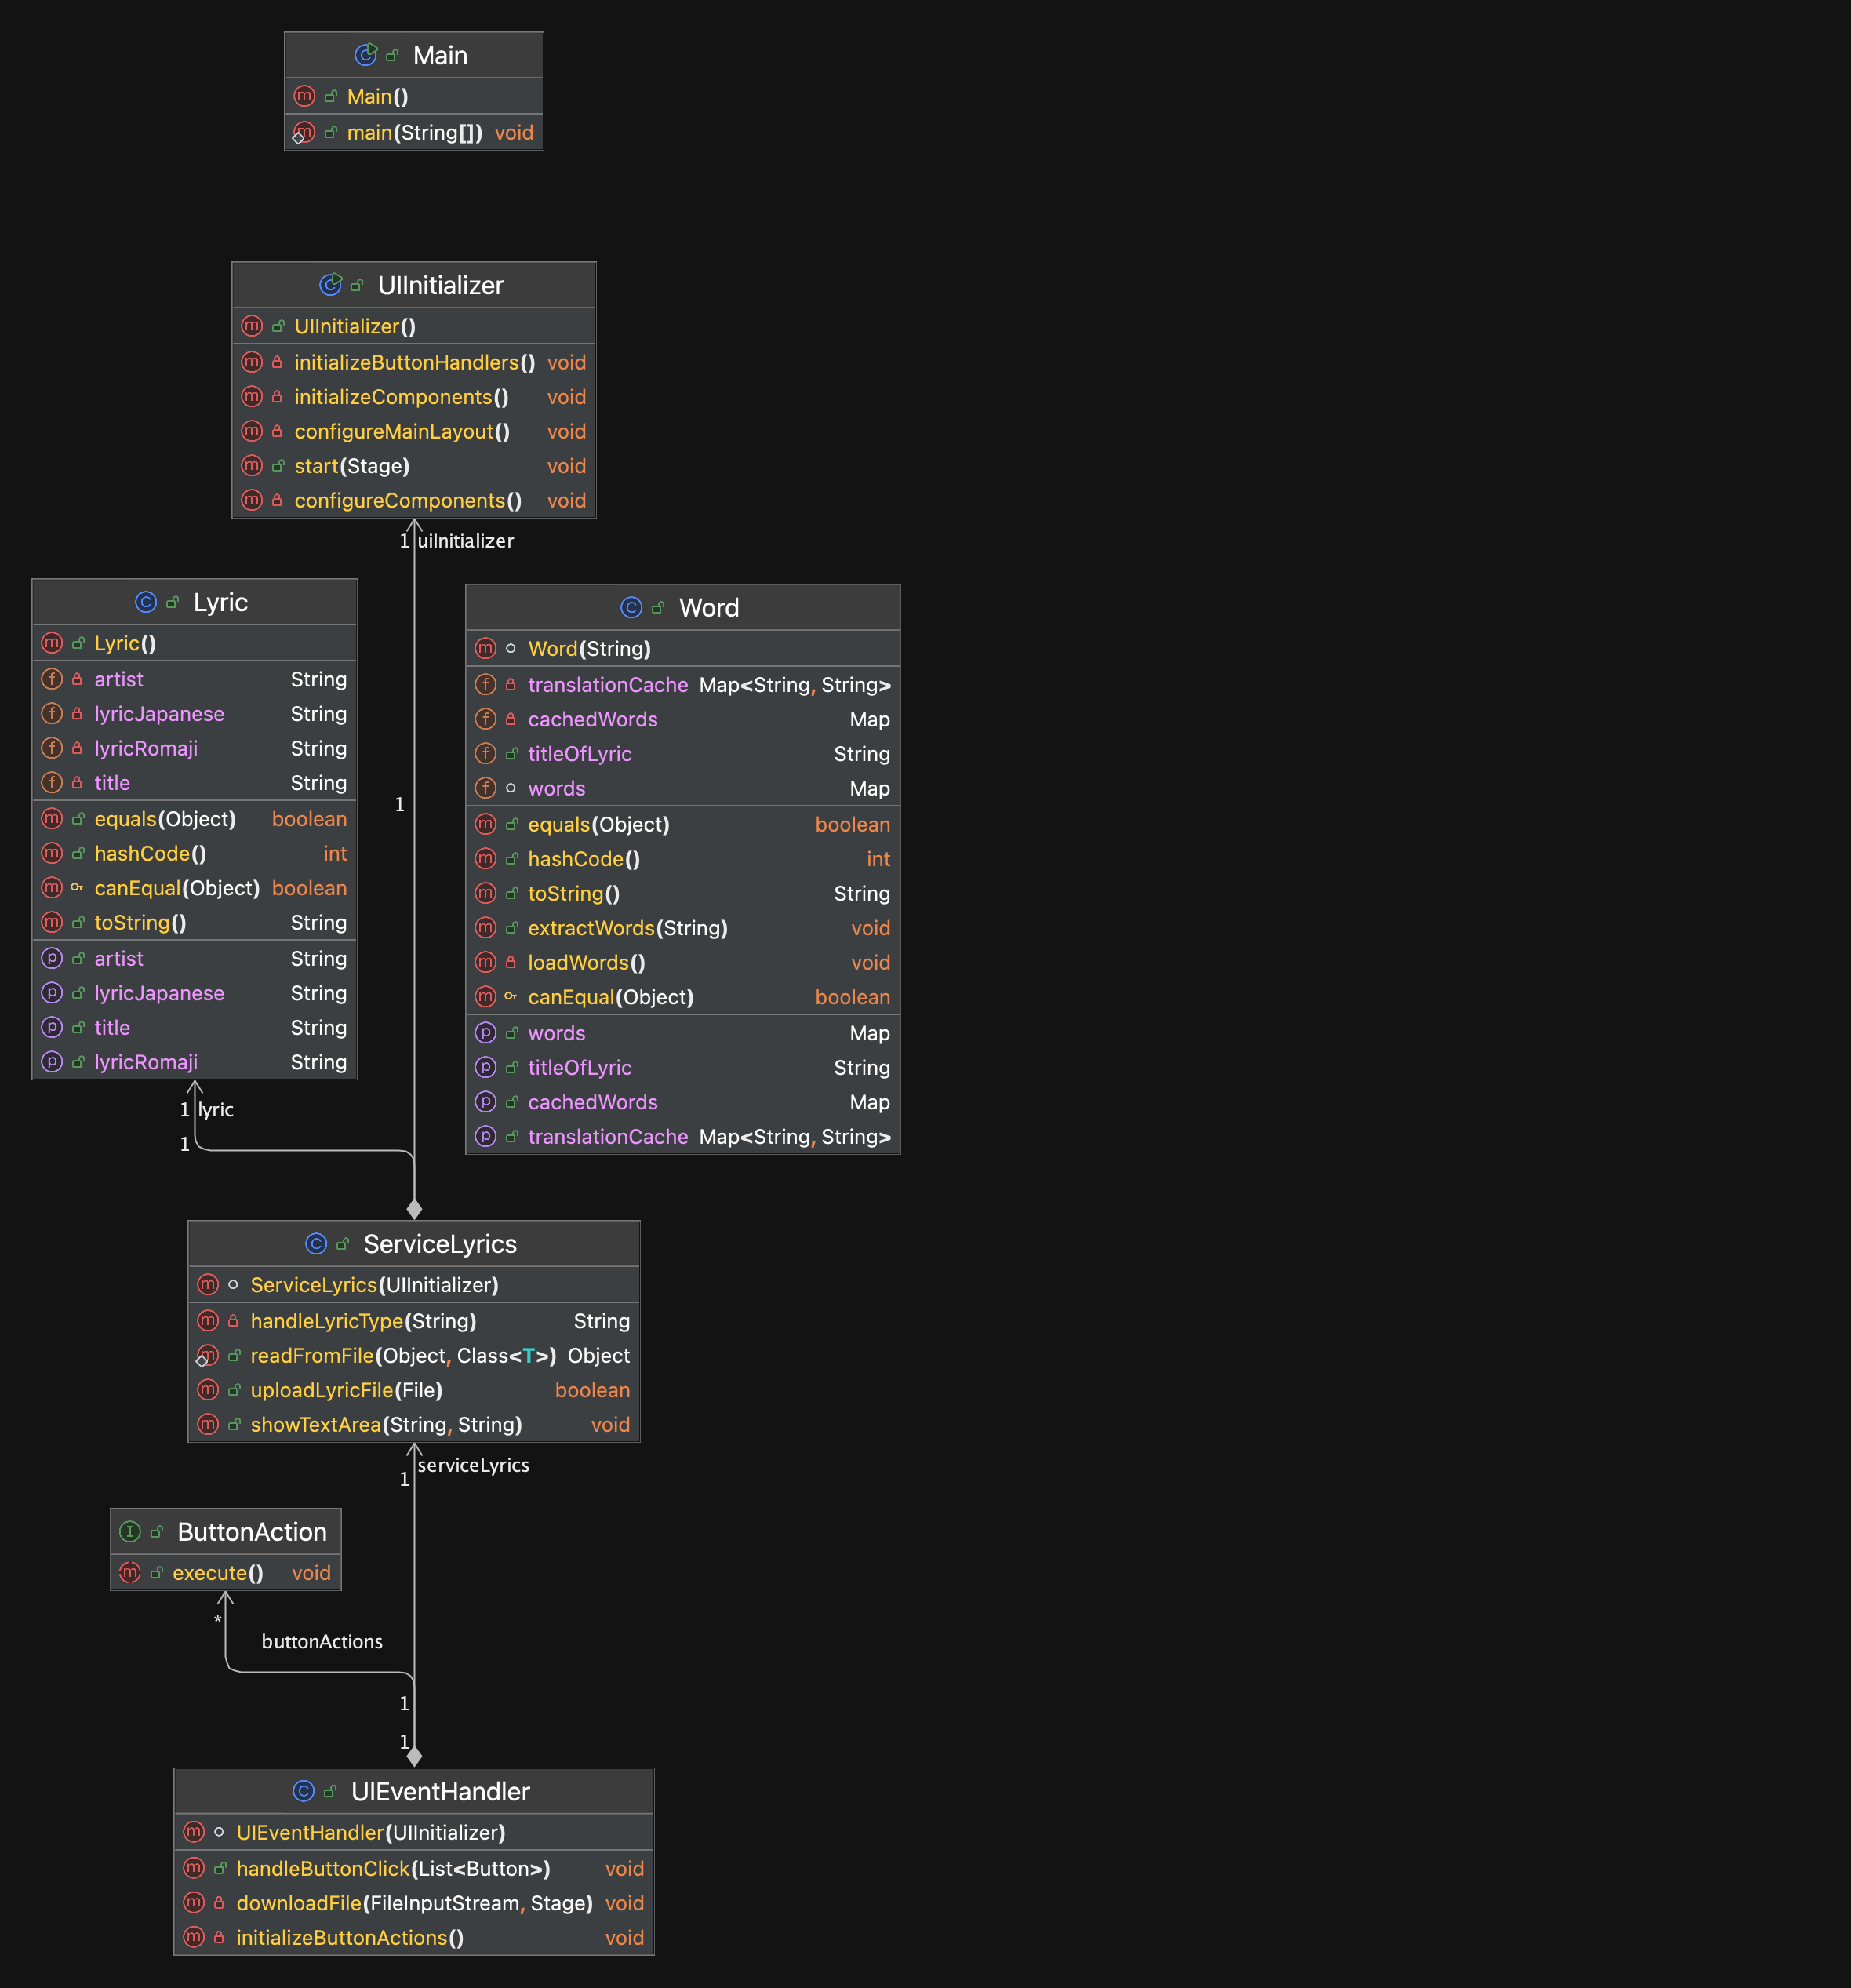 Main
Main()
main(String[]) void
UIInitializer
UIInitializer()
initializeButtonHandlers() void
initializeComponents() void
configureMainLayout() void
start(Stage) void
configureComponents() void
1 uiInitializer
Lyric
Lyric()
artist String
lyricJapanese String
lyricRomaji String
title String
equals(Object) boolean
hashCode() int
canEqual(Object) boolean
toString() String
artist String
lyricJapanese String
title String
lyricRomaji String
1 lyric
1
1
Word
Word(String)
translationCache Map<String, String>
cachedWords Map
titleOfLyric String
words Map
equals(Object) boolean
hashCode() int
toString() String
extractWords(String) void
loadWords() void
canEqual(Object) boolean
words Map
titleOfLyric String
cachedWords Map
translationCache Map<String, String>
ServiceLyrics
ServiceLyrics(UIInitializer)
handleLyricType(String) String
readFromFile(Object, Class<T>) Object
uploadLyricFile(File) boolean
showTextArea(String, String) void
serviceLyrics
1
ButtonAction
execute() void
*
buttonActions
1
1
UIEventHandler
UIEventHandler(UIInitializer)
handleButtonClick(List<Button>) void
downloadFile(FileInputStream, Stage) void
initializeButtonActions() void